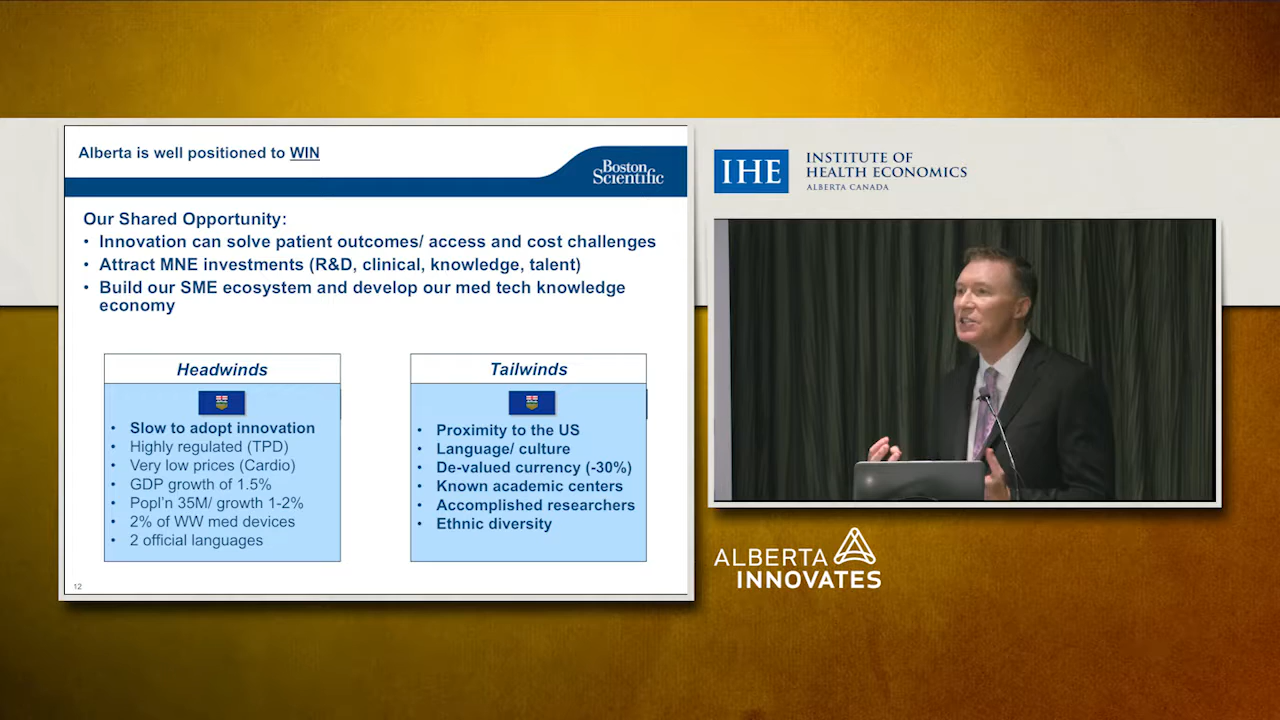 Alberta is well positioned to WIN
Boston
Scientific
Our Shared Opportunity:
• Innovation can solve patient outcomes/ access and cost challenges
• Attract MNE investments (R&D, clinical, knowledge, talent)
• Build our SME ecosystem and develop our med tech knowledge
economy
Headwinds
• Slow to adopt innovation
• Highly regulated (TPD)
• Very low prices (Cardio)
• GDP growth of 1.5%
• Popl'n 35M/ growth 1-2%
• 2% of WW med devices
• 2 official languages
Tailwinds
• Proximity to the US
• Language/ culture
• De-valued currency (-30%)
• Known academic centers
• Accomplished researchers
• Ethnic diversity
12
IHE
INSTITUTE OF
HEALTH ECONOMICS
ALBERTA CANADA
ALBERTA
INNOVATES